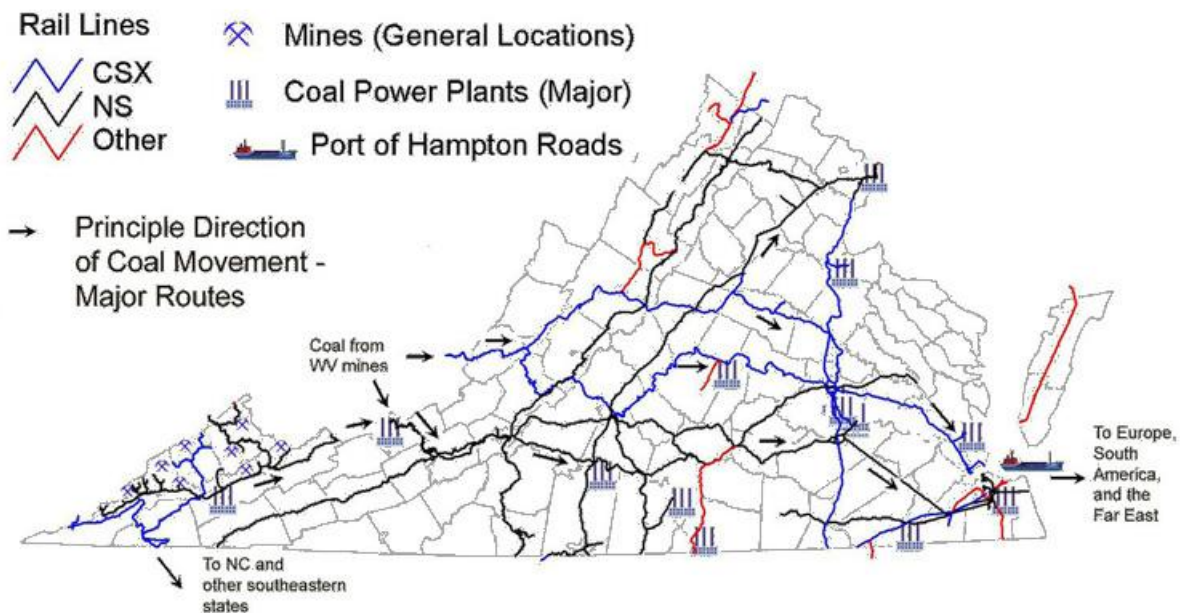 Rail Lines
CSX
NS
Other
Mines (General Locations)
Coal Power Plants (Major)
Port of Hampton Roads
Principle Direction
of Coal Movement -
Major Routes
Coal from
WV mines
To NC and
other southeastern
states
To Europe,
South
America,
and the
Far East